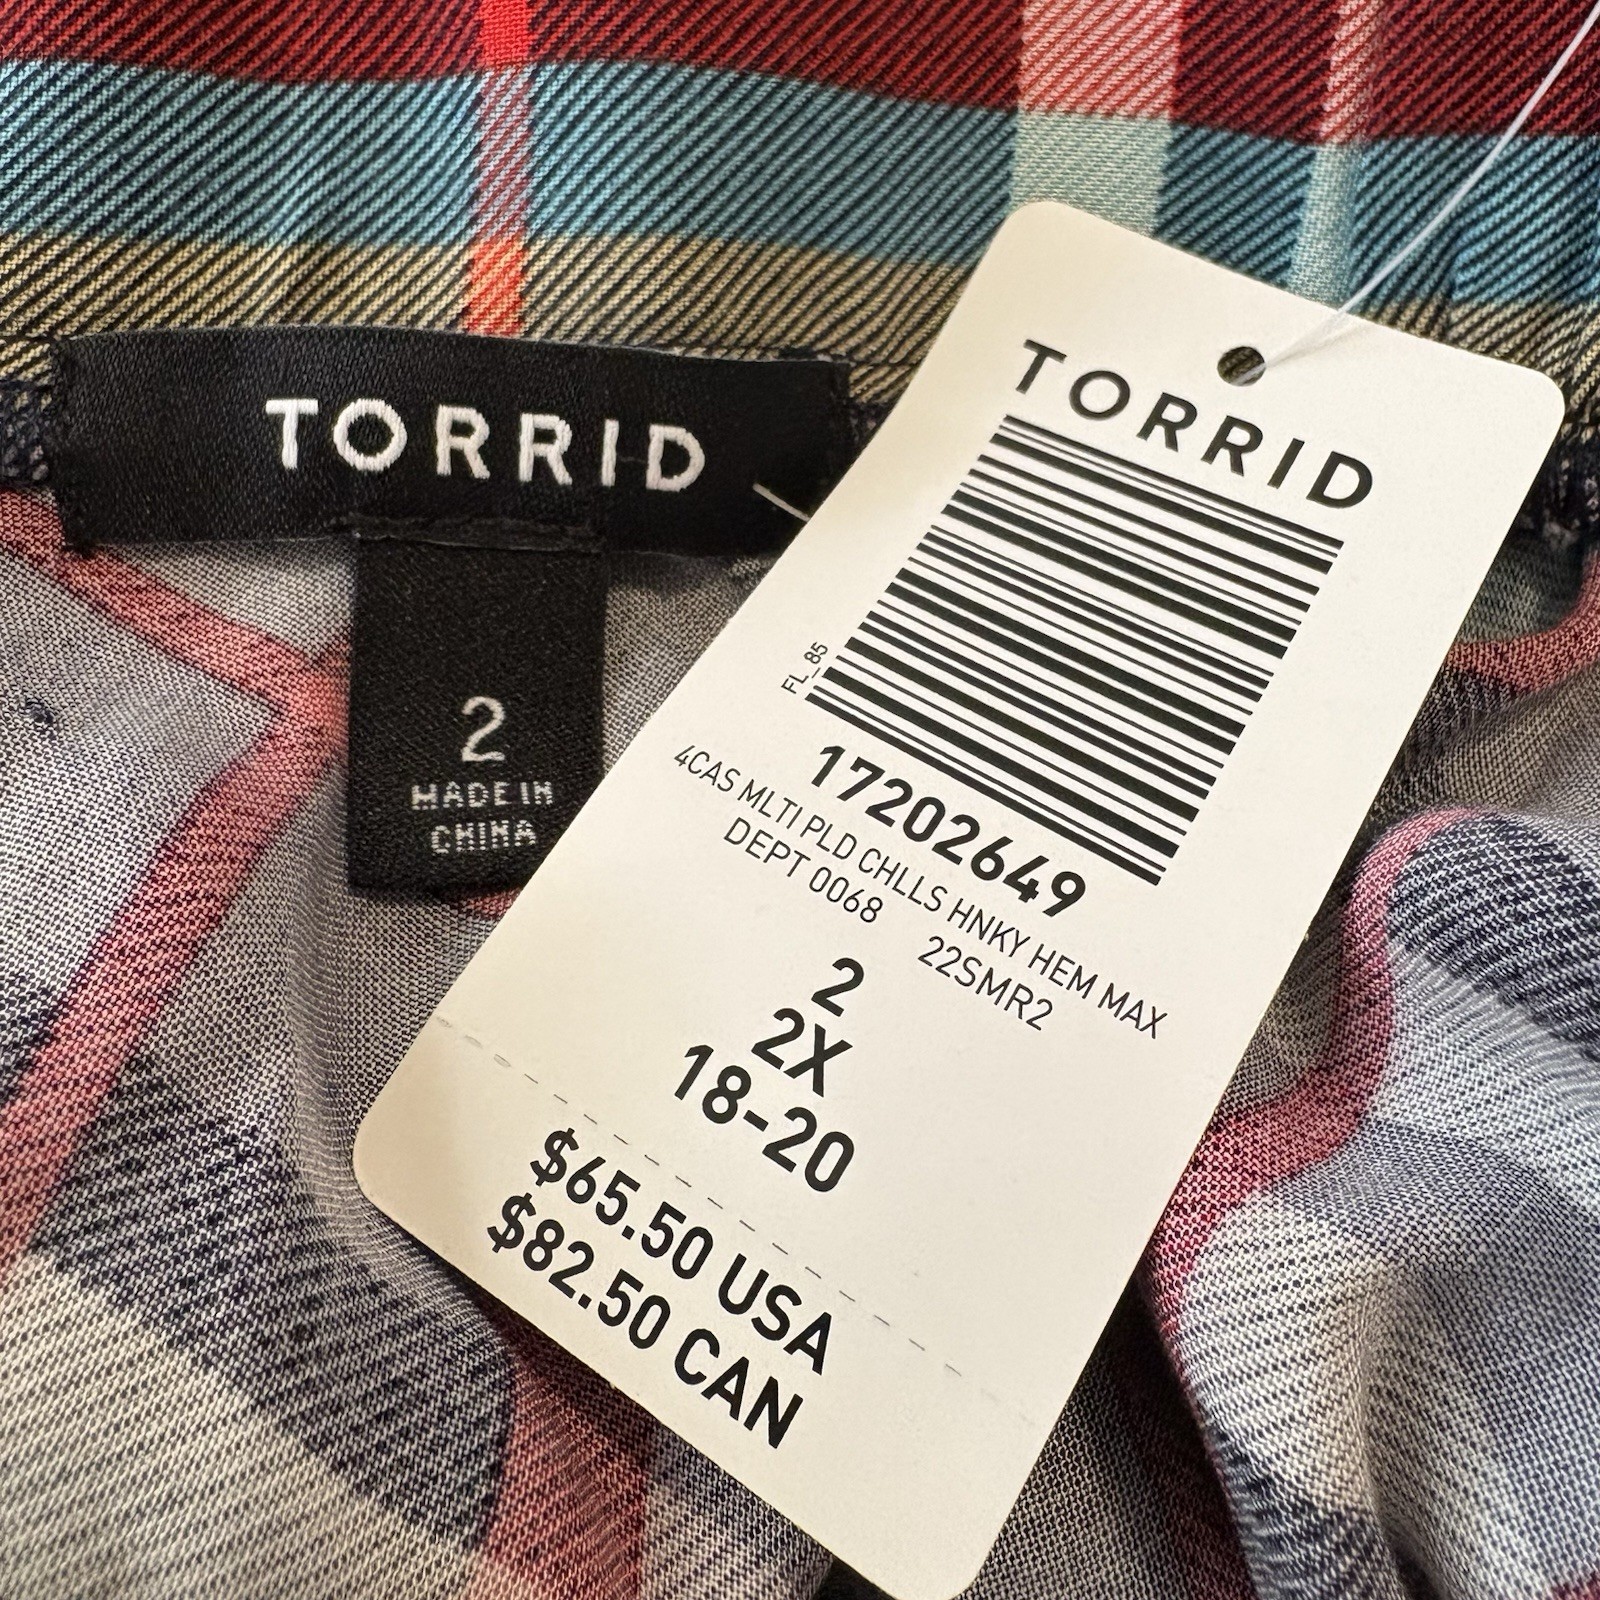 TORRID
2
MADE IN
CHINA
TORRID
FL_85
17202649
4CAS MLTI PLD CHLLS HNKY HEM MAX
DEPT 0068 22SMR2
2
2X
18-20
$65.50 USA
$82.50 CAN